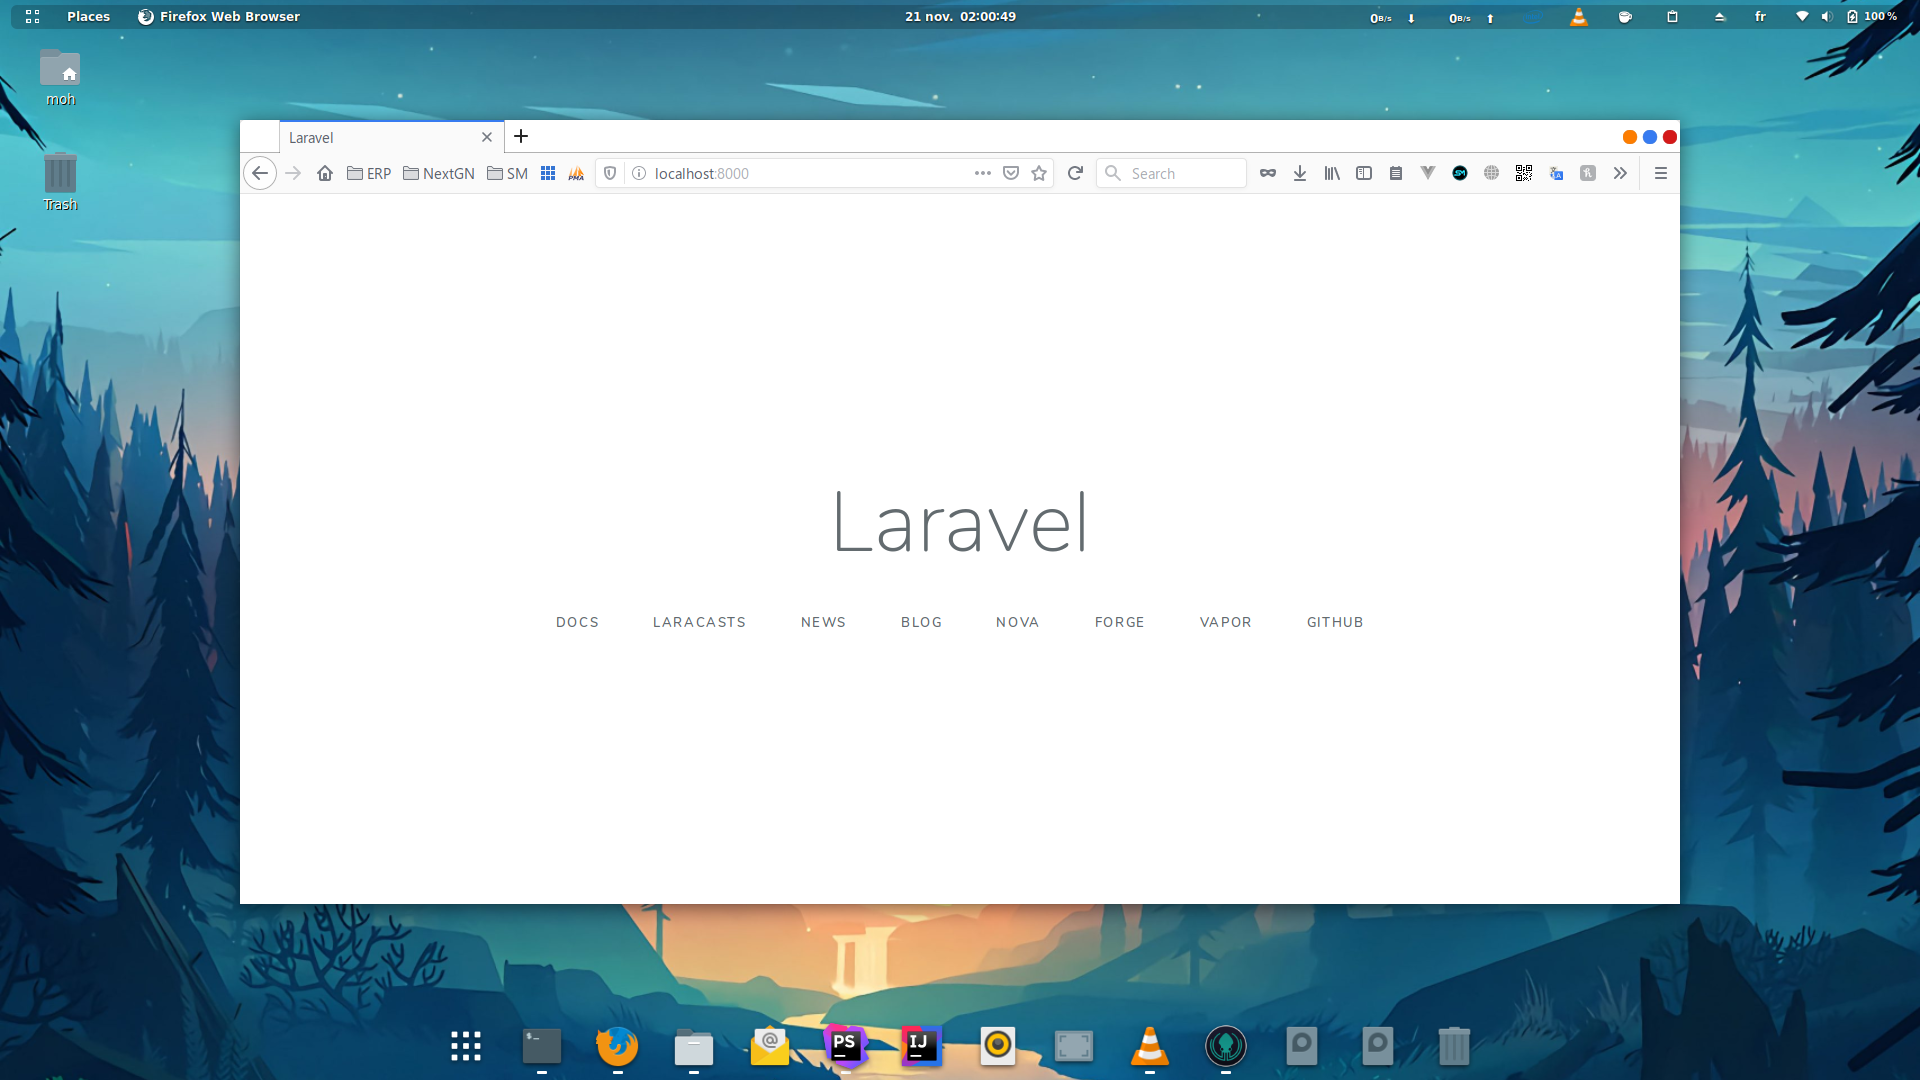 Places Firefox Web Browser 21 nov. 02:00:49 0B/s 0B/s fr 100 %
moh
Trash
Laravel
ERP NextGN SM PMA localhost:8000 Search
Laravel
DOCS LARACASTS NEWS BLOG NOVA FORGE VAPOR GITHUB
$- @ PS IJ